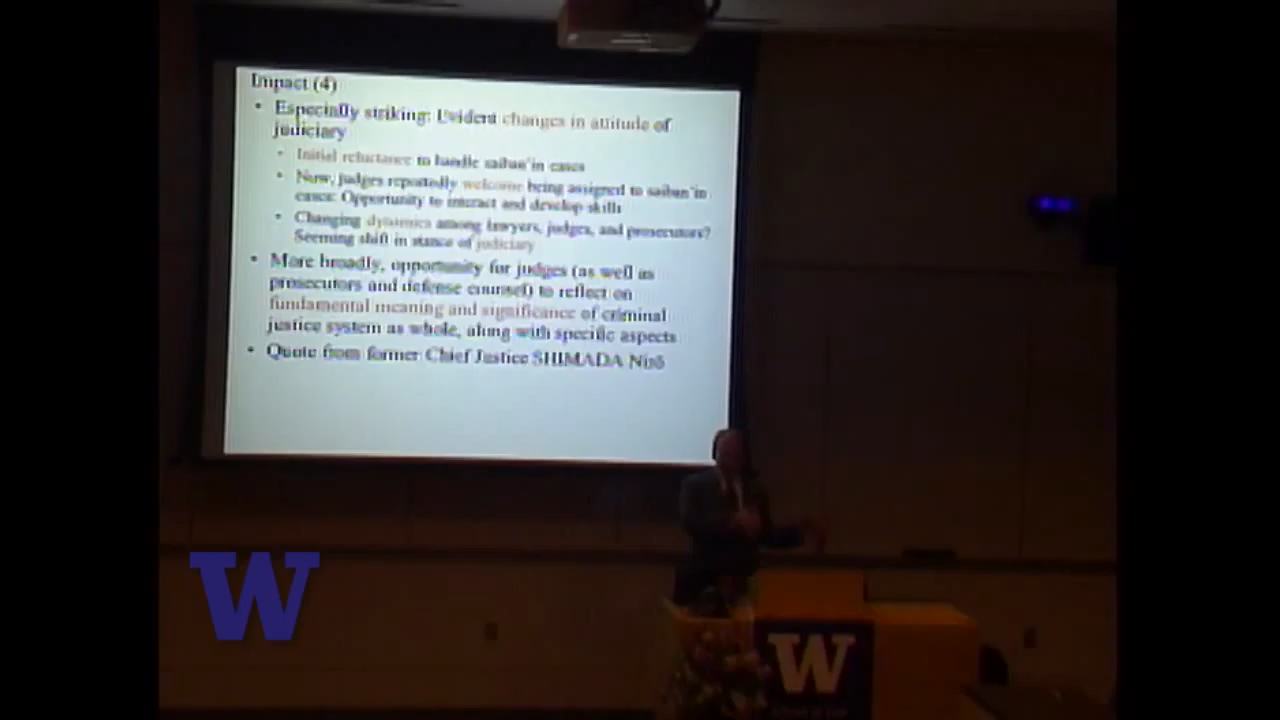 Impact (4)
• Especially striking: Evident changes in attitude of
judiciary
• Initial reluctance to handle saiban'in cases
• Now, judges reportedly welcome being assigned to saiban'in
cases: Opportunity to interact and develop skills
• Changing dynamics among lawyers, judges, and prosecutors?
Seeming shift in stance of judiciary
• More broadly, opportunity for judges (as well as
prosecutors and defense counsel) to reflect on
fundamental meaning and significance of criminal
justice system as whole, along with specific aspects
• Quote from former Chief Justice SHIMADA Nirō
W
W